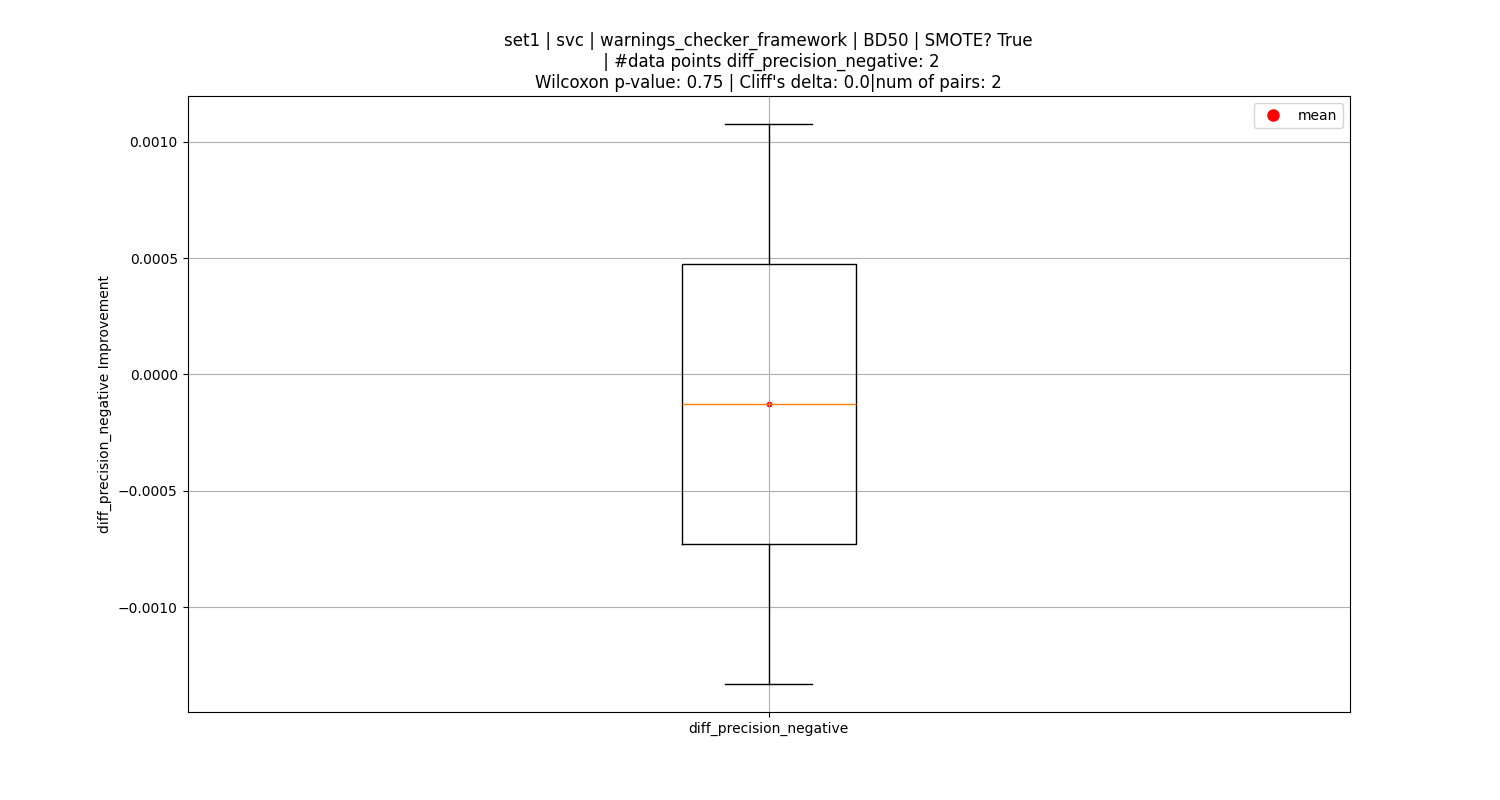 set1 | svc | warnings_checker_framework | BD50 | SMOTE? True
| #data points diff_precision_negative: 2
Wilcoxon p-value: 0.75 | Cliff's delta: 0.0|num of pairs: 2
mean
0.0010
0.0005
0.0000
−0.0005
−0.0010
diff_precision_negative Improvement
diff_precision_negative